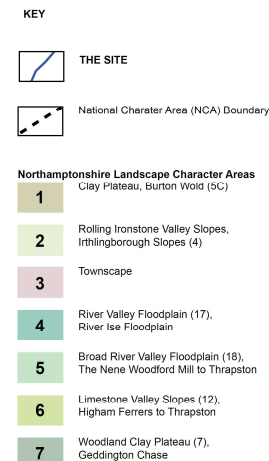 KEY
THE SITE
National Charater Area (NCA) Boundary
Northamptonshire Landscape Character Areas
1
Clay Plateau, Burton Wold (5C)
2
Rolling Ironstone Valley Slopes,
Irthlingborough Slopes (4)
3
Townscape
4
River Valley Floodplain (17),
River Ise Floodplain
5
Broad River Valley Floodplain (18),
The Nene Woodford Mill to Thrapston
6
Limestone Valley Slopes (12),
Higham Ferrers to Thrapston
7
Woodland Clay Plateau (7),
Geddington Chase